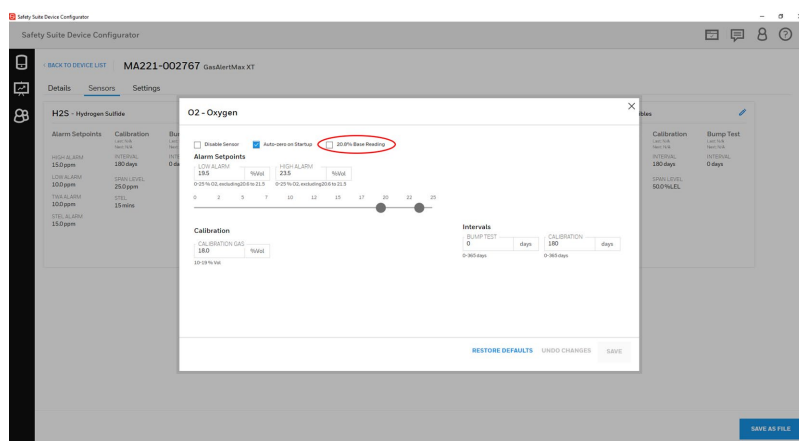 Safety Suite Device Configurator
Safety Suite Device Configurator
‹ BACK TO DEVICE LIST MA221-002767 GasAlertMax XT
Details Sensors Settings
H2S - Hydrogen Sulfide
Alarm Setpoints Calibration
HIGH ALARM
15.0 ppm
INTERVAL
180 days
LOW ALARM
10.0 ppm
SPAN LEVEL
25.0 ppm
TWA ALARM
10.0 ppm
STEL
15 mins
STEL ALARM
15.0 ppm
O2 - Oxygen
Disable Sensor Auto-zero on Startup 20.8% Base Reading
Alarm Setpoints
LOW ALARM HIGH ALARM
19.5 %Vol 23.5 %Vol
0-25 % O2, excluding20.6 to 21.5 0-25 % O2, excluding20.6 to 21.5
0 2 5 7 10 12 15 17 20 22 25
Calibration
CALIBRATION GAS
18.0 %Vol
10-19 % Vol
Intervals
BUMP TEST CALIBRATION
0 days 180 days
0-365 days 0-365 days
RESTORE DEFAULTS UNDO CHANGES SAVE
Calibration Bump Test
INTERVAL INTERVAL
180 days 0 days
SPAN LEVEL
50.0 %LEL
SAVE AS FILE